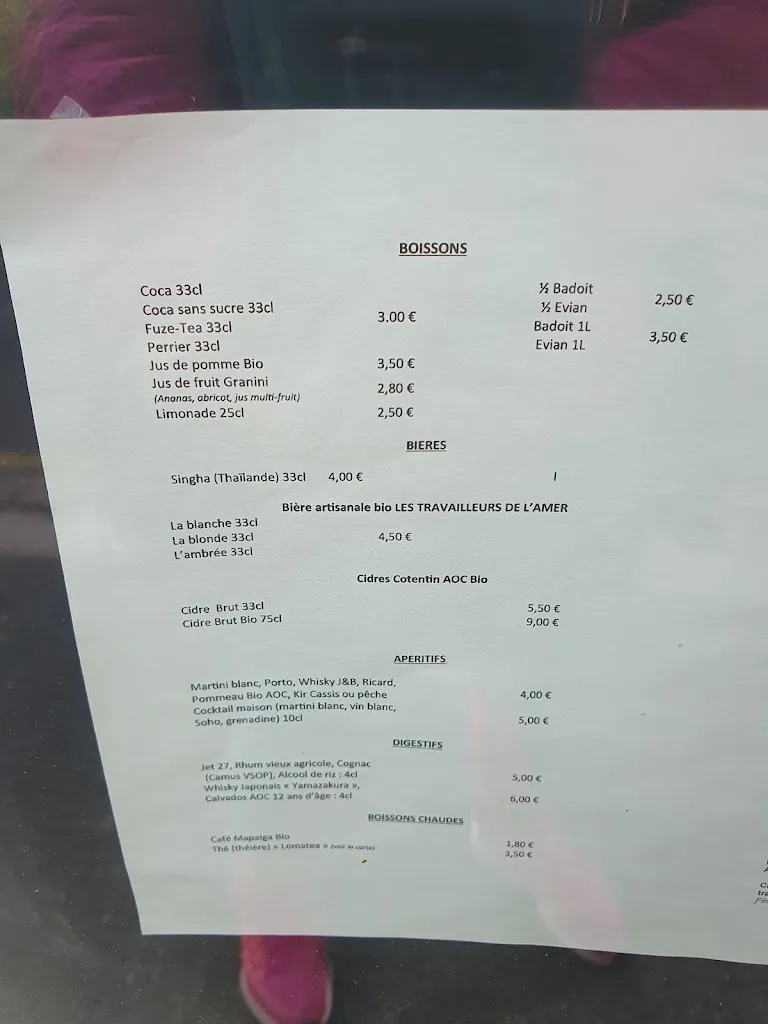 BOISSONS
Coca 33cl
Coca sans sucre 33cl
Fuze-Tea 33cl
Perrier 33cl
3.00 €
Jus de pomme Bio 3,50 €
Jus de fruit Granini 2,80 €
(Ananas, abricot, jus multi-fruit)
Limonade 25cl 2,50 €
½ Badoit
½ Evian
2,50 €
Badoit 1L
Evian 1L
3,50 €
BIERES
Singha (Thaïlande) 33cl 4,00 €
Bière artisanale bio LES TRAVAILLEURS DE L'AMER
La blanche 33cl
La blonde 33cl 4,50 €
L'ambrée 33cl
Cidres Cotentin AOC Bio
Cidre Brut 33cl 5,50 €
Cidre Brut Bio 75cl 9,00 €
APERITIFS
Martini blanc, Porto, Whisky J&B, Ricard,
Pommeau Bio AOC, Kir Cassis ou pêche 4,00 €
Cocktail maison (martini blanc, vin blanc,
Soho, grenadine) 10cl 5,00 €
DIGESTIFS
Jet 27, Rhum vieux agricole, Cognac
(Camus VSOP), Alcool de riz : 4cl 5,00 €
Whisky Japonais « Yamazakura »,
Calvados AOC 12 ans d'âge : 4cl 6,00 €
BOISSONS CHAUDES
Café Mapalga Bio 1,80 €
Thé (théière) « Lomatea » (voir la carte) 3,50 €